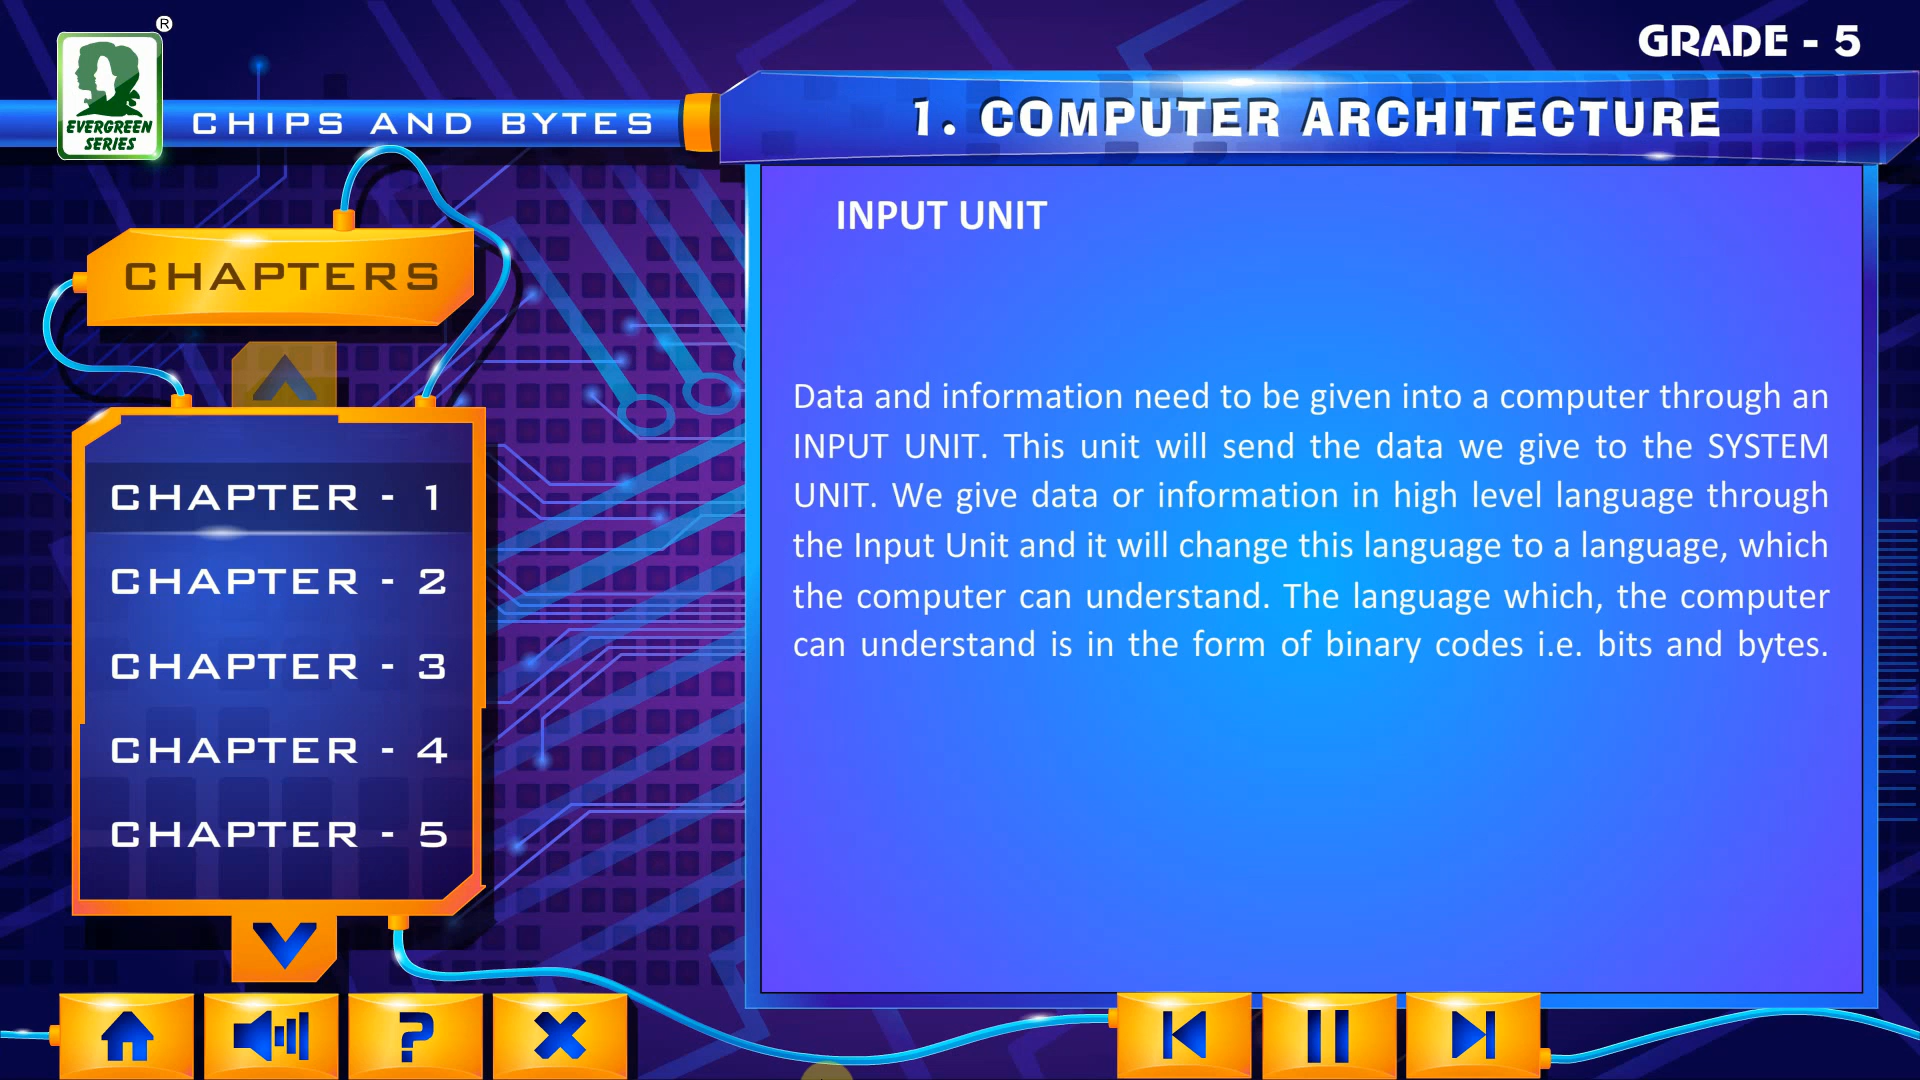 ®
EVERGREEN
SERIES
CHIPS AND BYTES
GRADE - 5
1. COMPUTER ARCHITECTURE
CHAPTERS
CHAPTER - 1
CHAPTER - 2
CHAPTER - 3
CHAPTER - 4
CHAPTER - 5
INPUT UNIT
Data and information need to be given into a computer through an
INPUT UNIT. This unit will send the data we give to the SYSTEM
UNIT. We give data or information in high level language through
the Input Unit and it will change this language to a language, which
the computer can understand. The language which, the computer
can understand is in the form of binary codes i.e. bits and bytes.
?